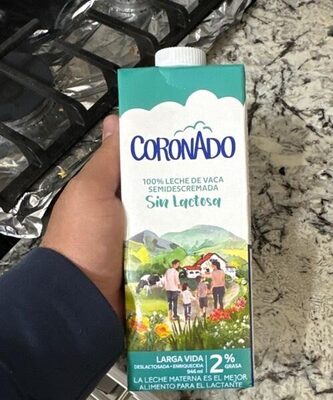 CORONADO
100% LECHE DE VACA
SEMIDESCREMADA
Sin Lactosa
LARGA VIDA
DESLACTOSADA • ENRIQUECIDA
946 ml
2%
GRASA
LA LECHE MATERNA ES EL MEJOR
ALIMENTO PARA EL LACTANTE